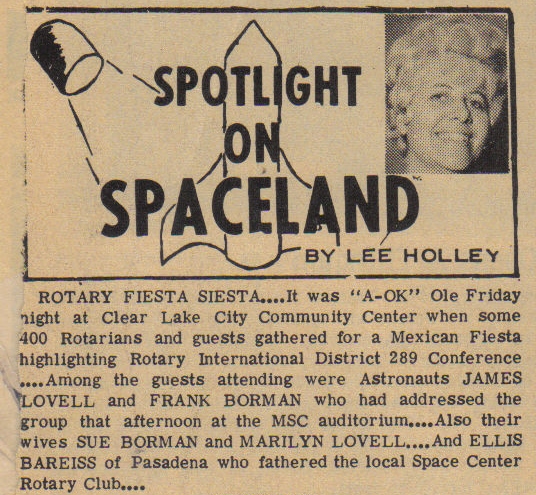 SPOTLIGHT
ON
SPACELAND
BY LEE HOLLEY
ROTARY FIESTA SIESTA....It was "A-OK" Ole Friday
night at Clear Lake City Community Center when some
400 Rotarians and guests gathered for a Mexican Fiesta
highlighting Rotary International District 289 Conference
....Among the guests attending were Astronauts JAMES
LOVELL and FRANK BORMAN who had addressed the
group that afternoon at the MSC auditorium....Also their
wives SUE BORMAN and MARILYN LOVELL....And ELLIS
BAREISS of Pasadena who fathered the local Space Center
Rotary Club....